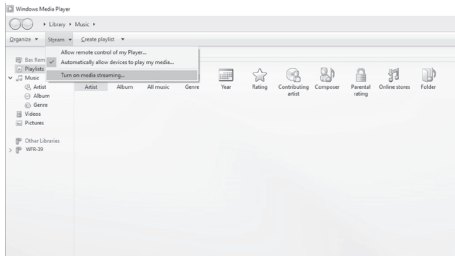 Windows Media Player
Library Music
Organize Stream Create playlist
Allow remote control of my Player...
Automatically allow devices to play my media...
Turn on media streaming...
Playlists
Music
Artist
Album
Genre
Videos
Pictures
Other Libraries
WFR-39
Artist Album All music Genre Year Rating Contributing artist Composer Parental rating Online stores Folder